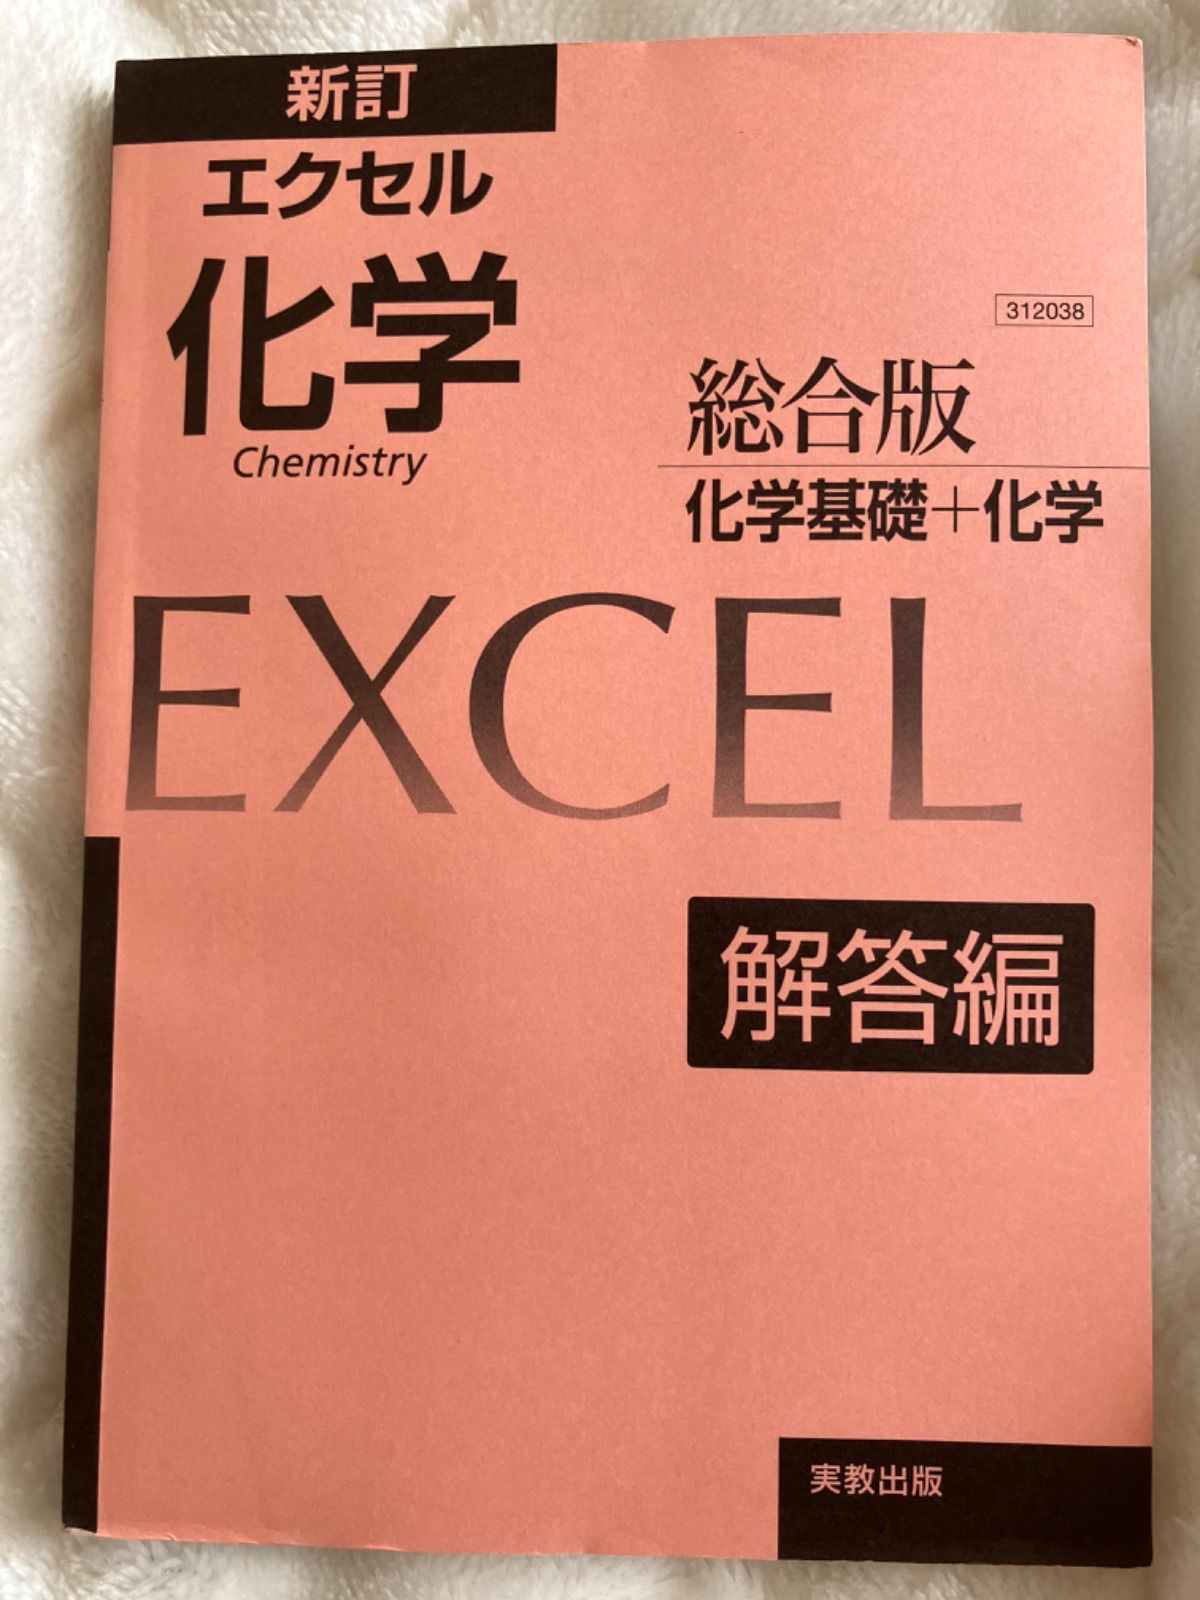 新訂
エクセル
化学
Chemistry
312038
総合版
化学基礎+化学
EXCEL
解答編
実教出版